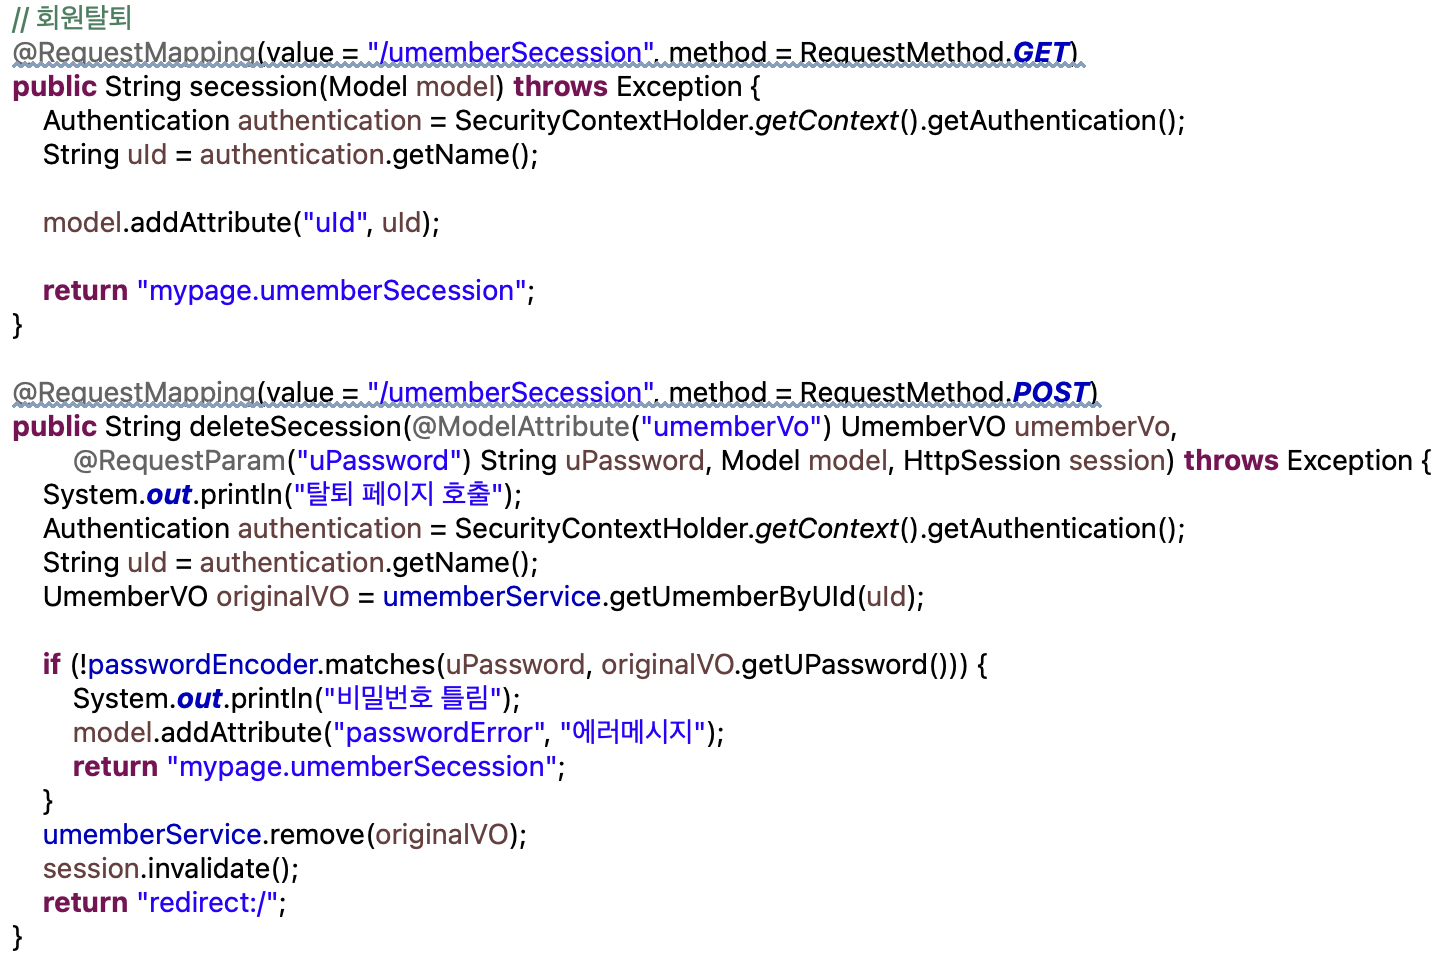 // 회원탈퇴
@RequestMapping(value = "/umemberSecession", method = RequestMethod.GET)
public String secession(Model model) throws Exception {
    Authentication authentication = SecurityContextHolder.getContext().getAuthentication();
    String uId = authentication.getName();

    model.addAttribute("uId", uId);

    return "mypage.umemberSecession";
}

@RequestMapping(value = "/umemberSecession", method = RequestMethod.POST)
public String deleteSecession(@ModelAttribute("umemberVo") UmemberVO umemberVo,
        @RequestParam("uPassword") String uPassword, Model model, HttpSession session) throws Exception {
    System.out.println("탈퇴 페이지 호출");
    Authentication authentication = SecurityContextHolder.getContext().getAuthentication();
    String uId = authentication.getName();
    UmemberVO originalVO = umemberService.getUmemberByUId(uId);

    if (!passwordEncoder.matches(uPassword, originalVO.getUPassword())) {
        System.out.println("비밀번호 틀림");
        model.addAttribute("passwordError", "에러메시지");
        return "mypage.umemberSecession";
    }
    umemberService.remove(originalVO);
    session.invalidate();
    return "redirect:/";
}